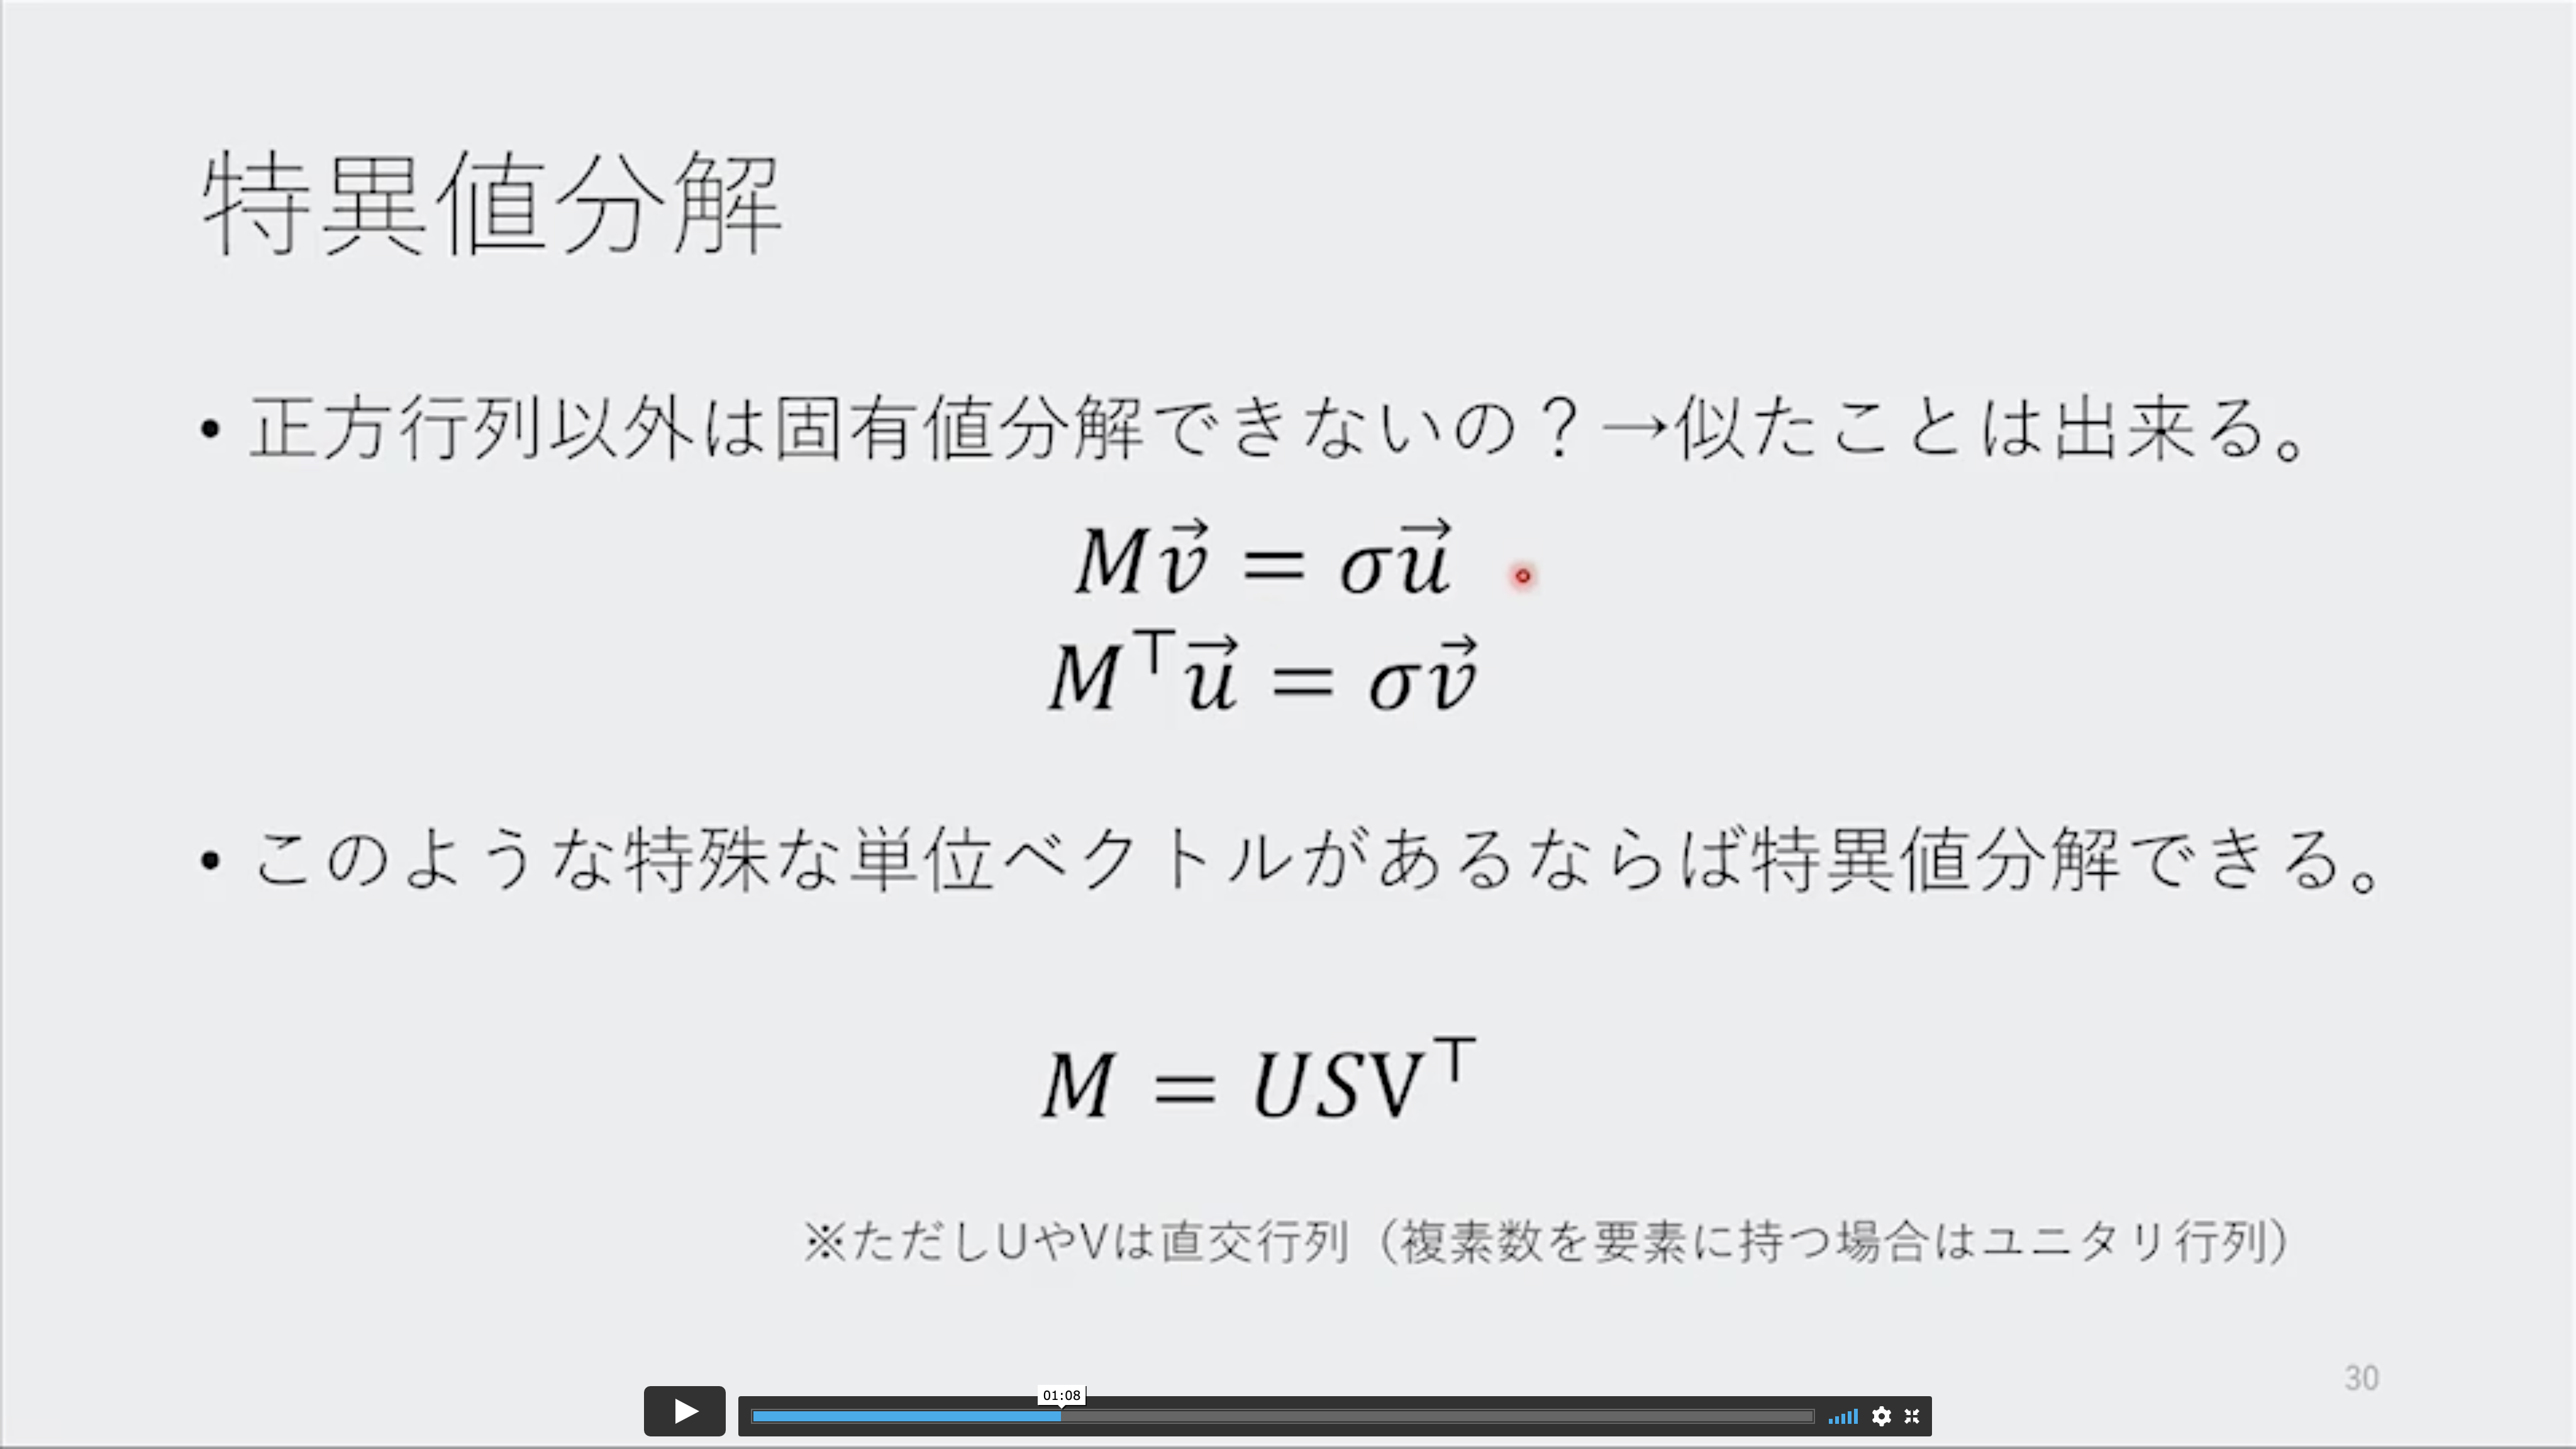 特異値分解
• 正方行列以外は固有値分解できないの？→似たことは出来る。
M\vec{v} = σ\vec{u}
M^⊤\vec{u} = σ\vec{v}
• このような特殊な単位ベクトルがあるならば特異値分解できる。
M = USV^⊤
※ただしUやVは直交行列（複素数を要素に持つ場合はユニタリ行列）
30
01:08